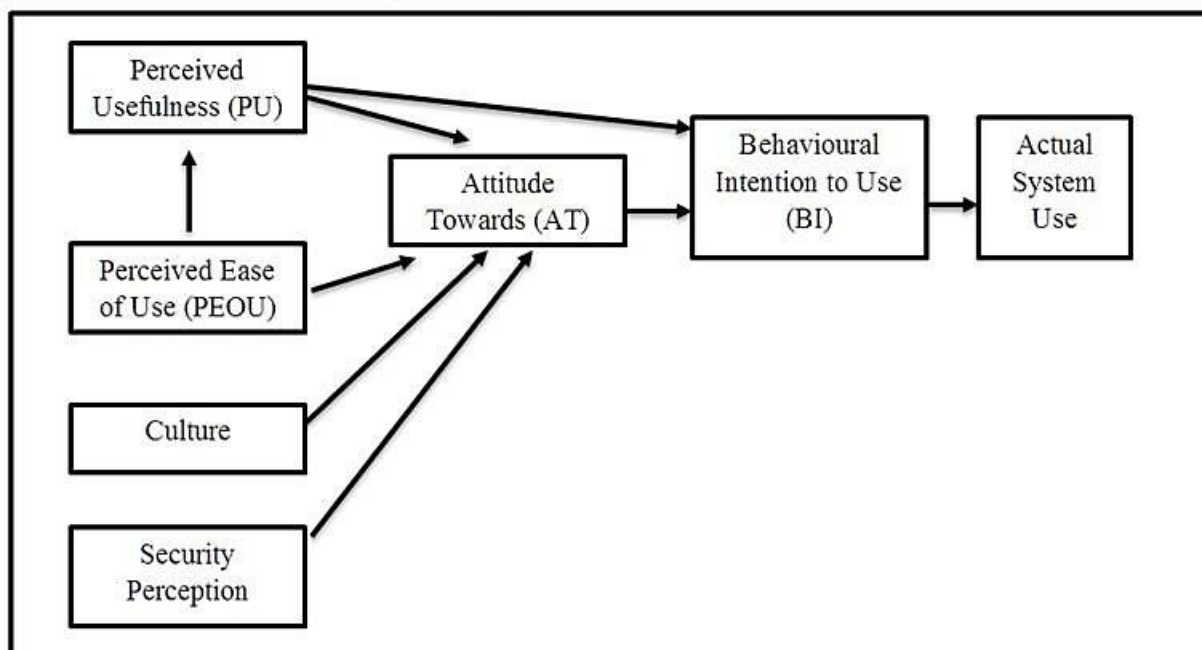 Perceived
Usefulness (PU)
Perceived Ease
of Use (PEOU)
Culture
Security
Perception
Attitude
Towards (AT)
Behavioural
Intention to Use
(BI)
Actual
System
Use